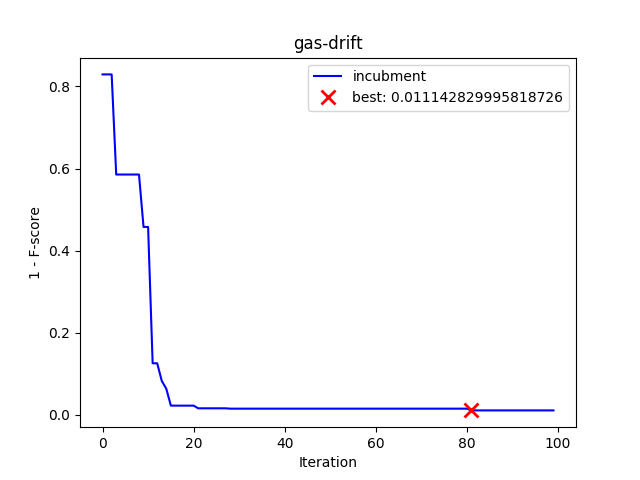 gas-drift
incubment
best: 0.011142829995818726
1 - F-score
0.8
0.6
0.4
0.2
0.0
0 20 40 60 80 100
Iteration